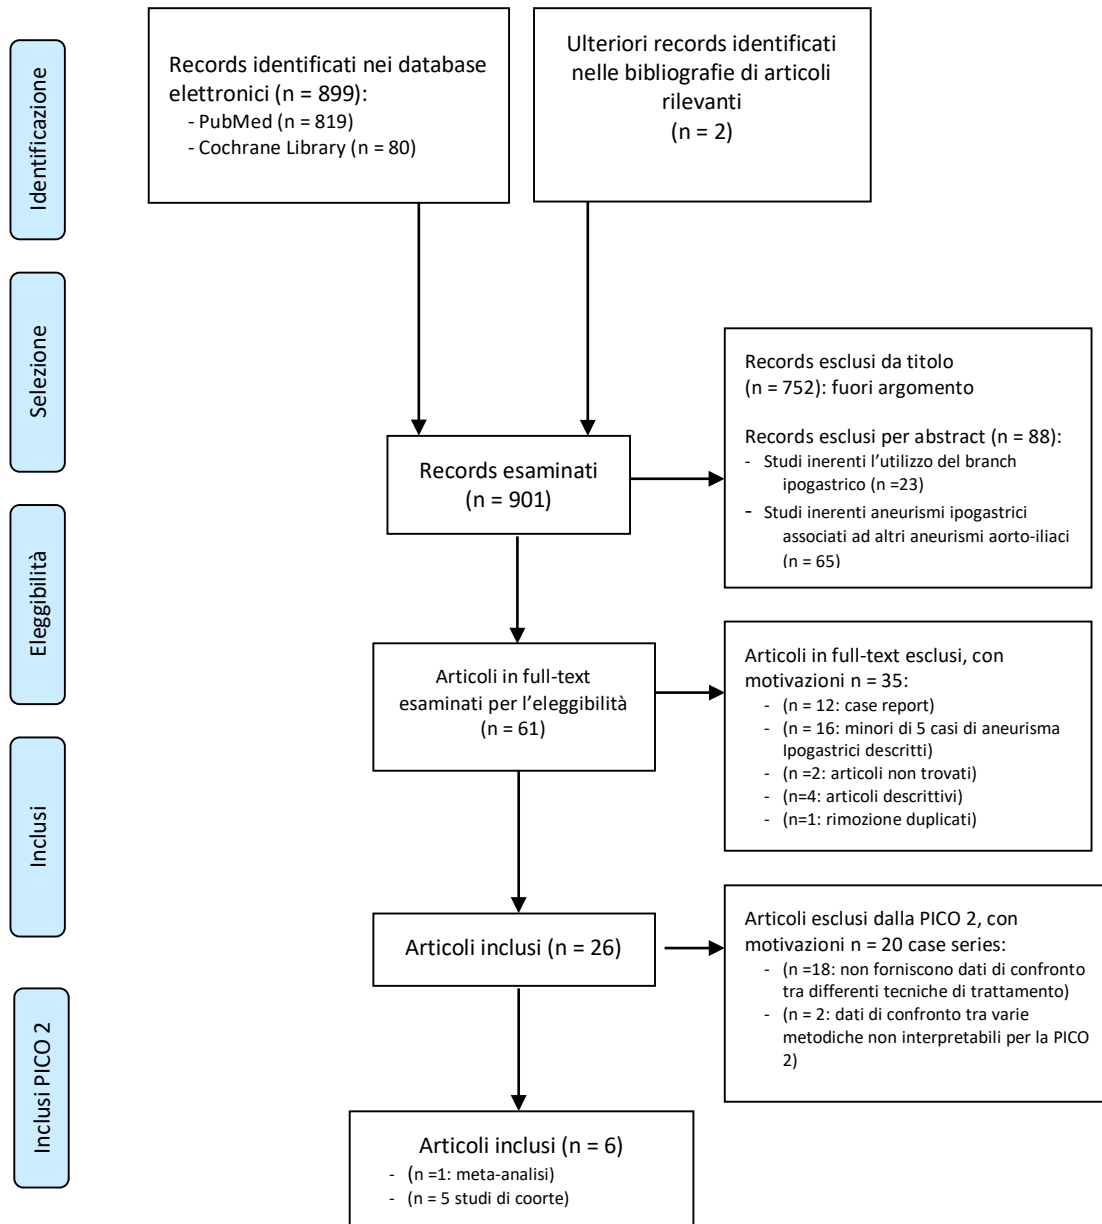 Identificazione
Records identificati nei database
elettronici (n = 899):
- PubMed (n = 819)
- Cochrane Library (n = 80)
Ulteriori records identificati
nelle bibliografie di articoli
rilevanti
(n = 2)
Selezione
Records esaminati
(n = 901)
Records esclusi da titolo
(n = 752): fuori argomento
Records esclusi per abstract (n = 88):
- Studi inerenti l’utilizzo del branch
ipogastrico (n =23)
- Studi inerenti aneurismi ipogastrici
associati ad altri aneurismi aorto-iliaci
(n = 65)
Eleggibilità
Articoli in full-text
esaminati per l’eleggibilità
(n = 61)
Articoli in full-text esclusi, con
motivazioni n = 35:
- (n = 12: case report)
- (n = 16: minori di 5 casi di aneurisma
Ipogastrici descritti)
- (n =2: articoli non trovati)
- (n=4: articoli descrittivi)
- (n=1: rimozione duplicati)
Inclusi
Articoli inclusi (n = 26)
Articoli esclusi dalla PICO 2, con
motivazioni n = 20 case series:
- (n =18: non forniscono dati di confronto
tra differenti tecniche di trattamento)
- (n = 2: dati di confronto tra varie
metodiche non interpretabili per la PICO
2)
Inclusi PICO 2
Articoli inclusi (n = 6)
- (n =1: meta-analisi)
- (n = 5 studi di coorte)